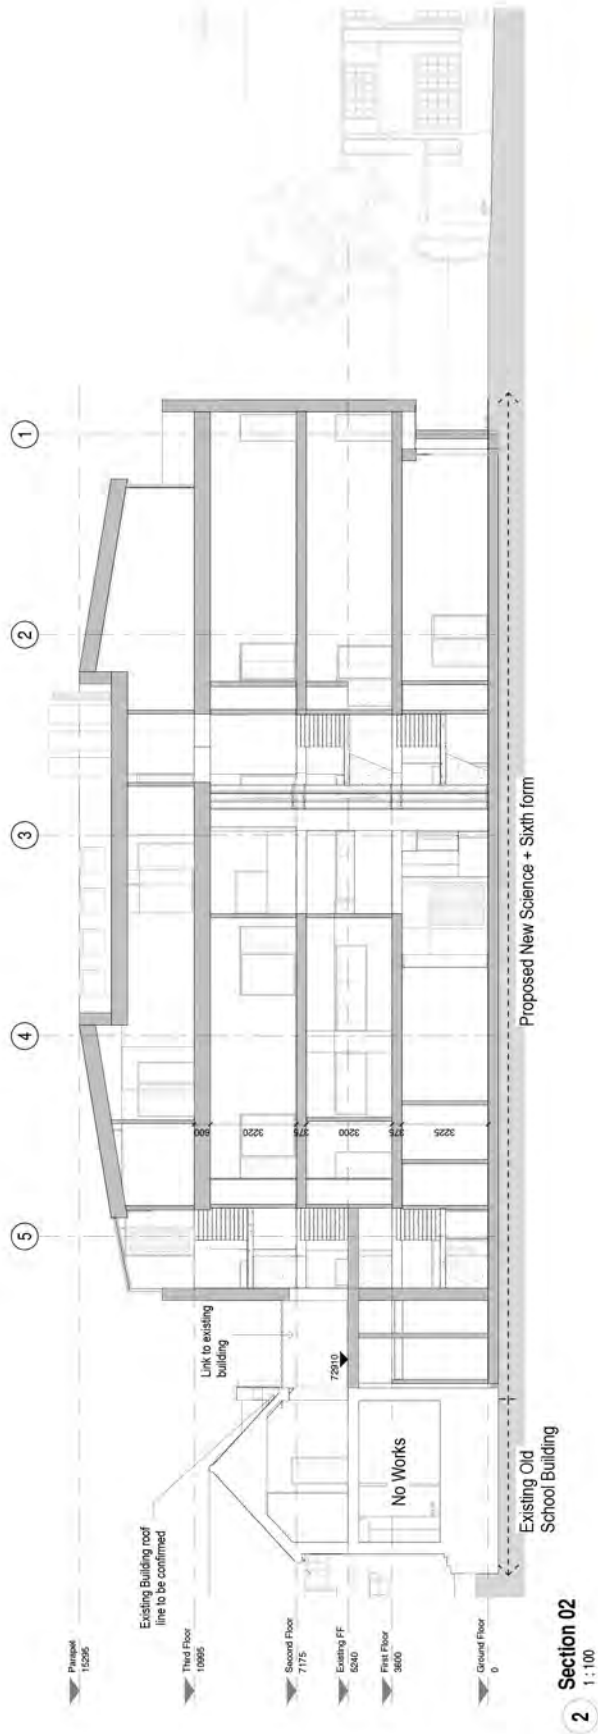 1
2
3
4
5
Parapet
15295
Third Floor
10995
Second Floor
7175
Existing FF
5240
First Floor
3600
Ground Floor
0
Existing Building roof
line to be confirmed
Link to existing
building
72910
No Works
600
3220
375
3200
375
3225
Existing Old
School Building
Proposed New Science + Sixth form
2
Section 02
1 : 100